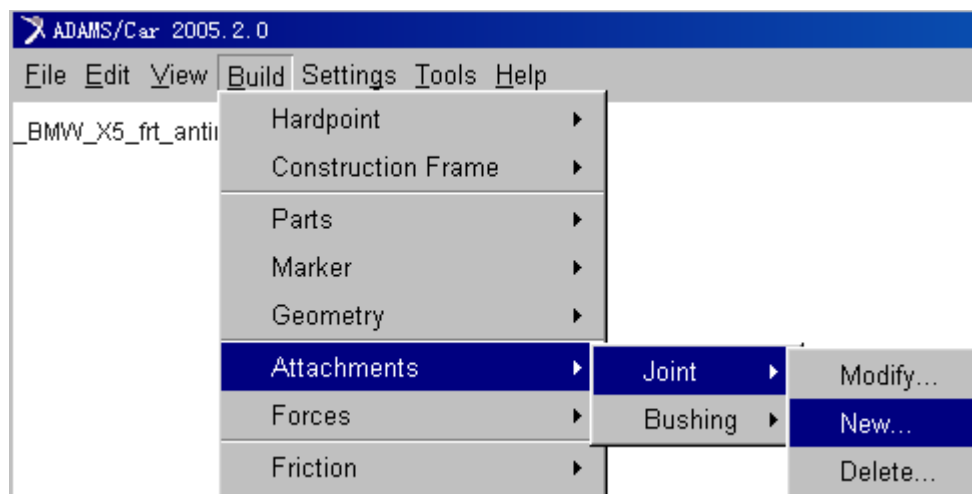 ADAMS/Car 2005.2.0
File Edit View Build Settings Tools Help
_BMW_X5_frt_antir
Hardpoint
Construction Frame
Parts
Marker
Geometry
Attachments
Forces
Friction
Joint
Bushing
Modify...
New...
Delete...